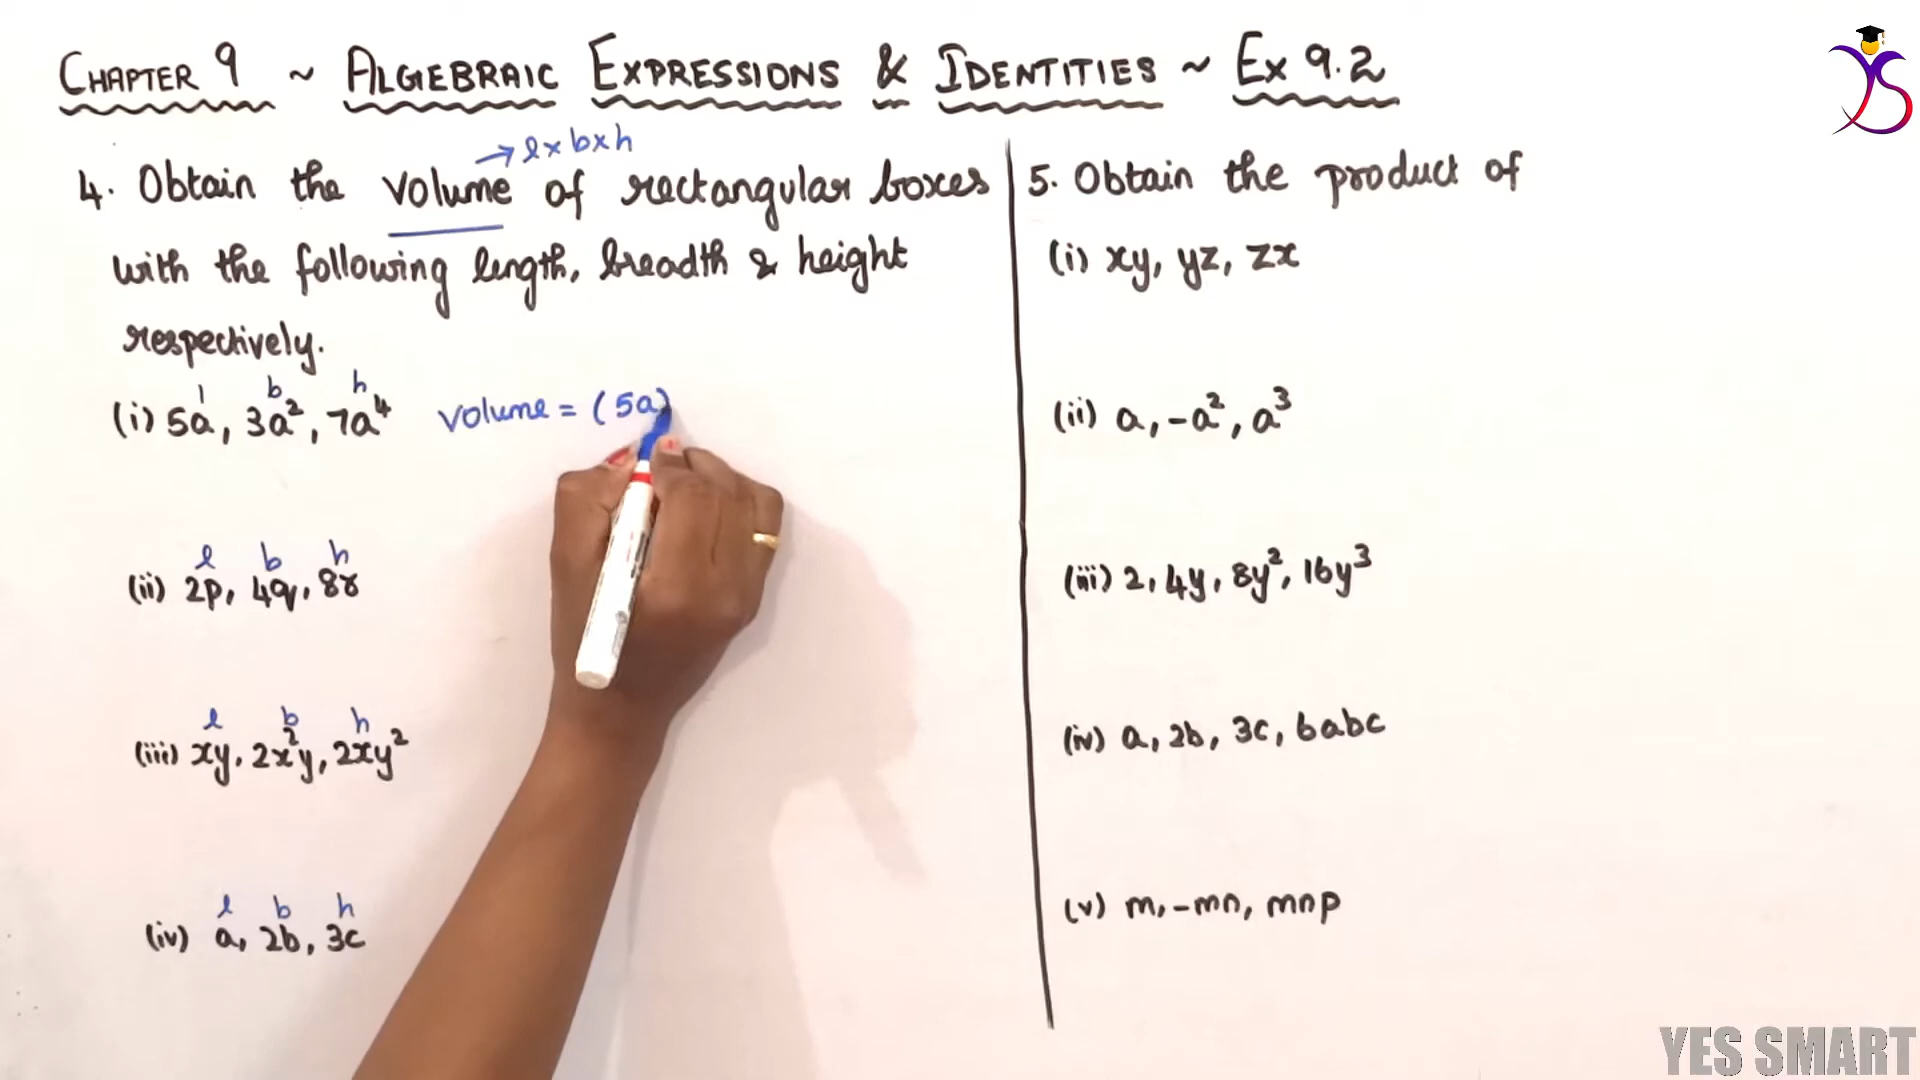 CHAPTER 9 ~ ALGEBRAIC EXPRESSIONS & IDENTITIES ~ EX 9.2
→ l×b×h
4. Obtain the volume of rectangular boxes
with the following length, breadth & height
respectively.
l b h
(i) 5a, 3a², 7a⁴ Volume = (5a)
l b h
(ii) 2p, 4q, 8r
l b h
(iii) xy, 2x²y, 2xy²
l b h
(iv) a, 2b, 3c
5. Obtain the product of
(i) xy, yz, zx
(ii) a, -a², a³
(iii) 2, 4y, 8y², 16y³
(iv) a, 2b, 3c, 6abc
(v) m, -mn, mnp
YS
YES SMART